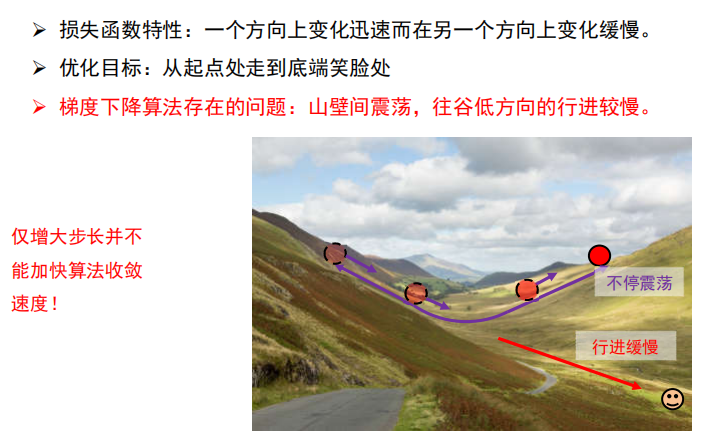 损失函数特性：一个方向上变化迅速而在另一个方向上变化缓慢。
优化目标：从起点处走到底端笑脸处
梯度下降算法存在的问题：山壁间震荡，往谷低方向的行进较慢。
仅增大步长并不
能加快算法收敛
速度！
不停震荡
行进缓慢